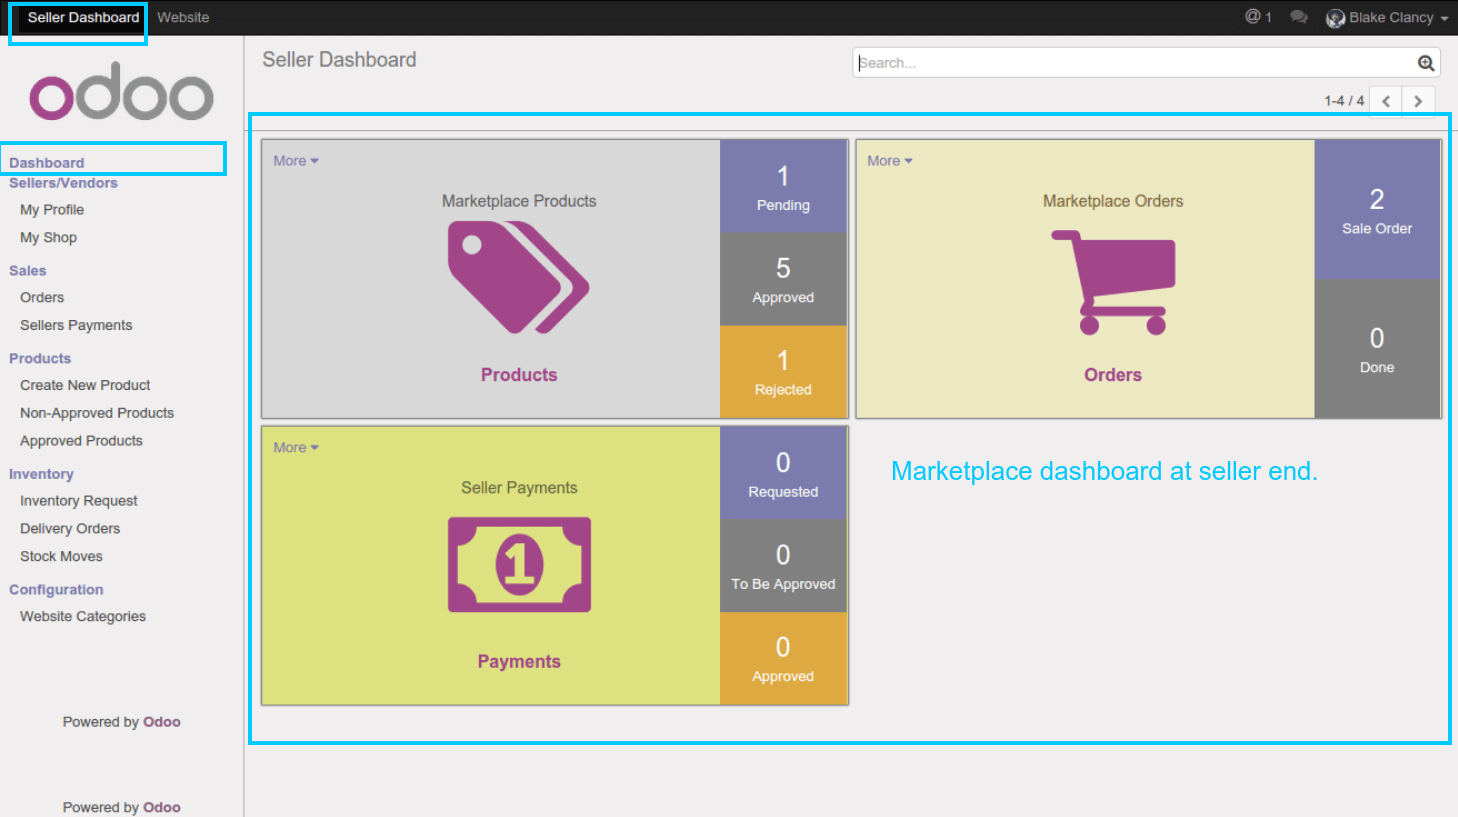 Seller Dashboard Website @ 1 Blake Clancy
odoo
Seller Dashboard
Search...
1-4 / 4
Dashboard
Sellers/Vendors
My Profile
My Shop
Sales
Orders
Sellers Payments
Products
Create New Product
Non-Approved Products
Approved Products
Inventory
Inventory Request
Delivery Orders
Stock Moves
Configuration
Website Categories
Powered by Odoo
Powered by Odoo
More
Marketplace Products
Products
1
Pending
5
Approved
1
Rejected
More
Marketplace Orders
Orders
2
Sale Order
0
Done
More
Seller Payments
1
Payments
0
Requested
0
To Be Approved
0
Approved
Marketplace dashboard at seller end.